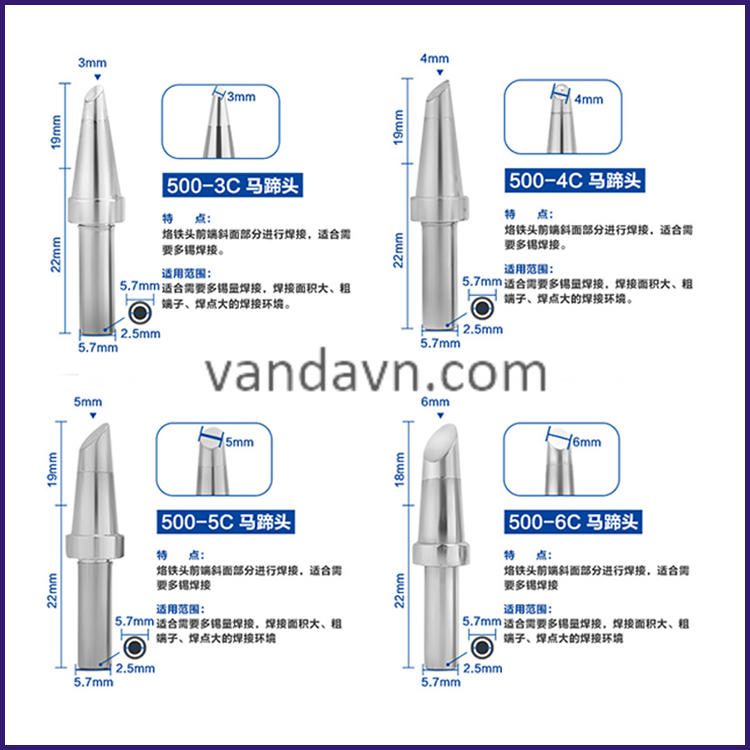 3mm
19mm
22mm
3mm
500-3C 马蹄头
特 点:
烙铁头前端斜面部分进行焊接，适合需
要多锡焊接。
适用范围:
适合需要多锡量焊接，焊接面积大、粗
端子、焊点大的焊接环境。
5.7mm
2.5mm
5.7mm
4mm
19mm
22mm
4mm
500-4C 马蹄头
特 点:
烙铁头前端斜面部分进行焊接，适合需
要多锡焊接。
适用范围:
适合需要多锡量焊接，焊接面积大、粗
端子、焊点大的焊接环境。
5.7mm
2.5mm
5.7mm
vandavn.com
5mm
19mm
22mm
5mm
500-5C 马蹄头
特 点:
烙铁头前端斜面部分进行焊接，适合需
要多锡焊接
适用范围:
适合需要多锡量焊接，焊接面积大、粗
端子、焊点大的焊接环境
5.7mm
2.5mm
5.7mm
6mm
18mm
22mm
6mm
500-6C 马蹄头
特 点:
烙铁头前端斜面部分进行焊接，适合需
要多锡焊接
适用范围:
适合需要多锡量焊接，焊接面积大、粗
端子、焊点大的焊接环境
5.7mm
2.5mm
5.7mm